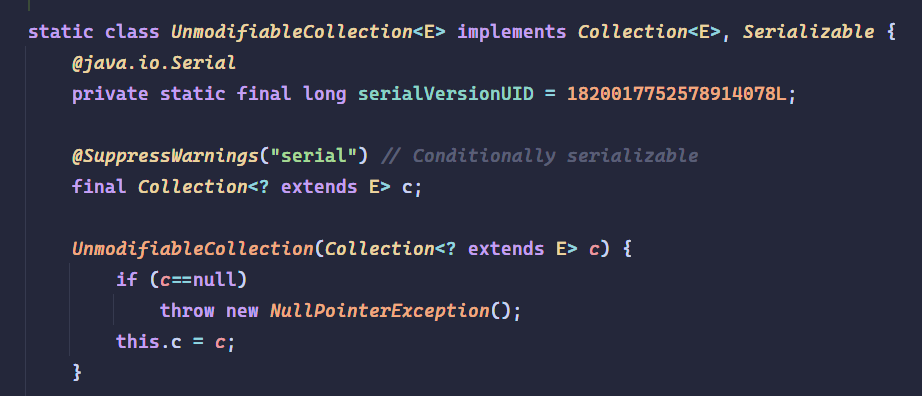 static class UnmodifiableCollection<E> implements Collection<E>, Serializable {
@java.io.Serial
private static final long serialVersionUID = 1820017752578914078L;
@SuppressWarnings("serial") // Conditionally serializable
final Collection<? extends E> c;
UnmodifiableCollection(Collection<? extends E> c) {
if (c==null)
throw new NullPointerException();
this.c = c;
}